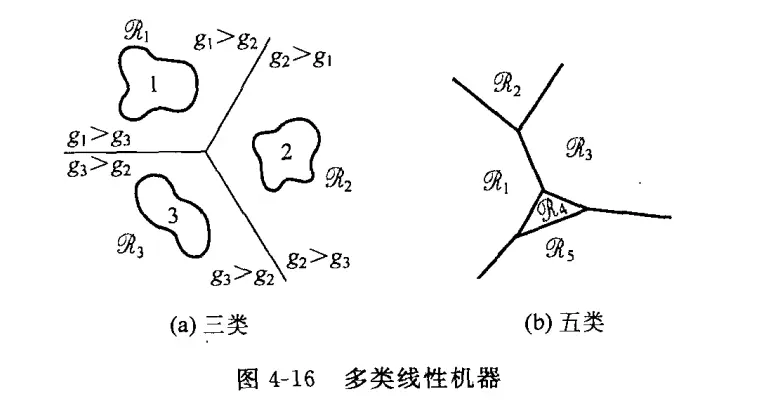 ℛ₁
g₁>g₂
g₂>g₁
1
g₁>g₃
g₃>g₂
2
ℛ₂
3
ℛ₃
g₃>g₂
g₂>g₃
(a) 三类
ℛ₂
ℛ₃
ℛ₁
ℛ₄
ℛ₅
(b) 五类
图 4-16 多类线性机器